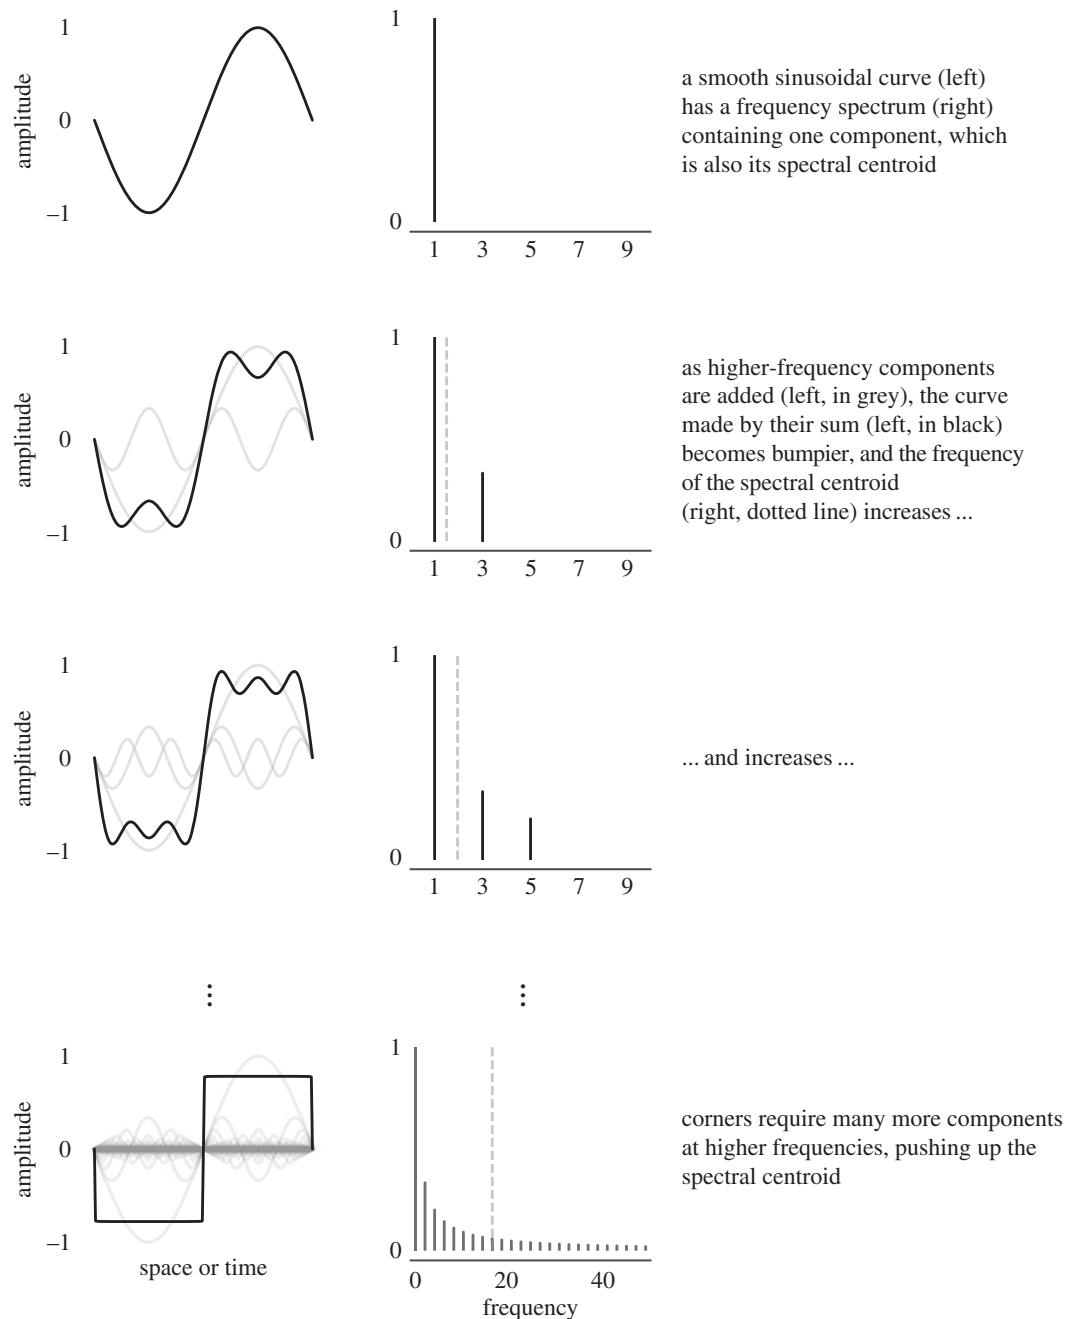 amplitude
1
0
–1
1
0
1 3 5 7 9
a smooth sinusoidal curve (left)
has a frequency spectrum (right)
containing one component, which
is also its spectral centroid
amplitude
1
0
–1
1
0
1 3 5 7 9
as higher-frequency components
are added (left, in grey), the curve
made by their sum (left, in black)
becomes bumpier, and the frequency
of the spectral centroid
(right, dotted line) increases ...
amplitude
1
0
–1
1
0
1 3 5 7 9
... and increases ...
amplitude
1
0
–1
space or time
1
0
0 20 40
frequency
corners require many more components
at higher frequencies, pushing up the
spectral centroid